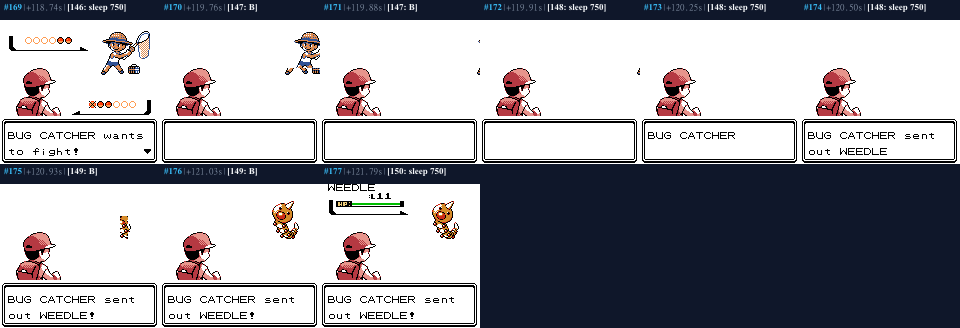 #169|+118.74s|[146: sleep 750]
#170|+119.76s|[147: B]
#171|+119.88s|[147: B]
#172|+119.91s|[148: sleep 750]
#173|+120.25s|[148: sleep 750]
#174|+120.50s|[148: sleep 750]
BUG CATCHER wants
to fight!
BUG CATCHER
BUG CATCHER sent
out WEEDLE
#175|+120.93s|[149: B]
#176|+121.03s|[149: B]
#177|+121.79s|[150: sleep 750]
WEEDLE
:L11
HP:
BUG CATCHER sent
out WEEDLE!
BUG CATCHER sent
out WEEDLE!
BUG CATCHER sent
out WEEDLE!